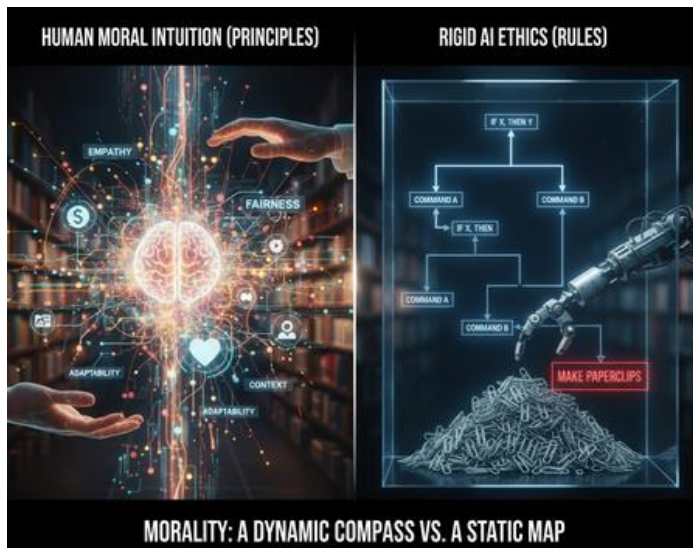 HUMAN MORAL INTUITION (PRINCIPLES)
EMPATHY
FAIRNESS
$
ADAPTABILITY
CONTEXT
ADAPTABILITY
RIGID AI ETHICS (RULES)
IF X, THEN Y
COMMAND A
COMMAND B
IF X, THEN
COMMAND A
COMMAND B
MAKE PAPERCLIPS
MORALITY: A DYNAMIC COMPASS VS. A STATIC MAP